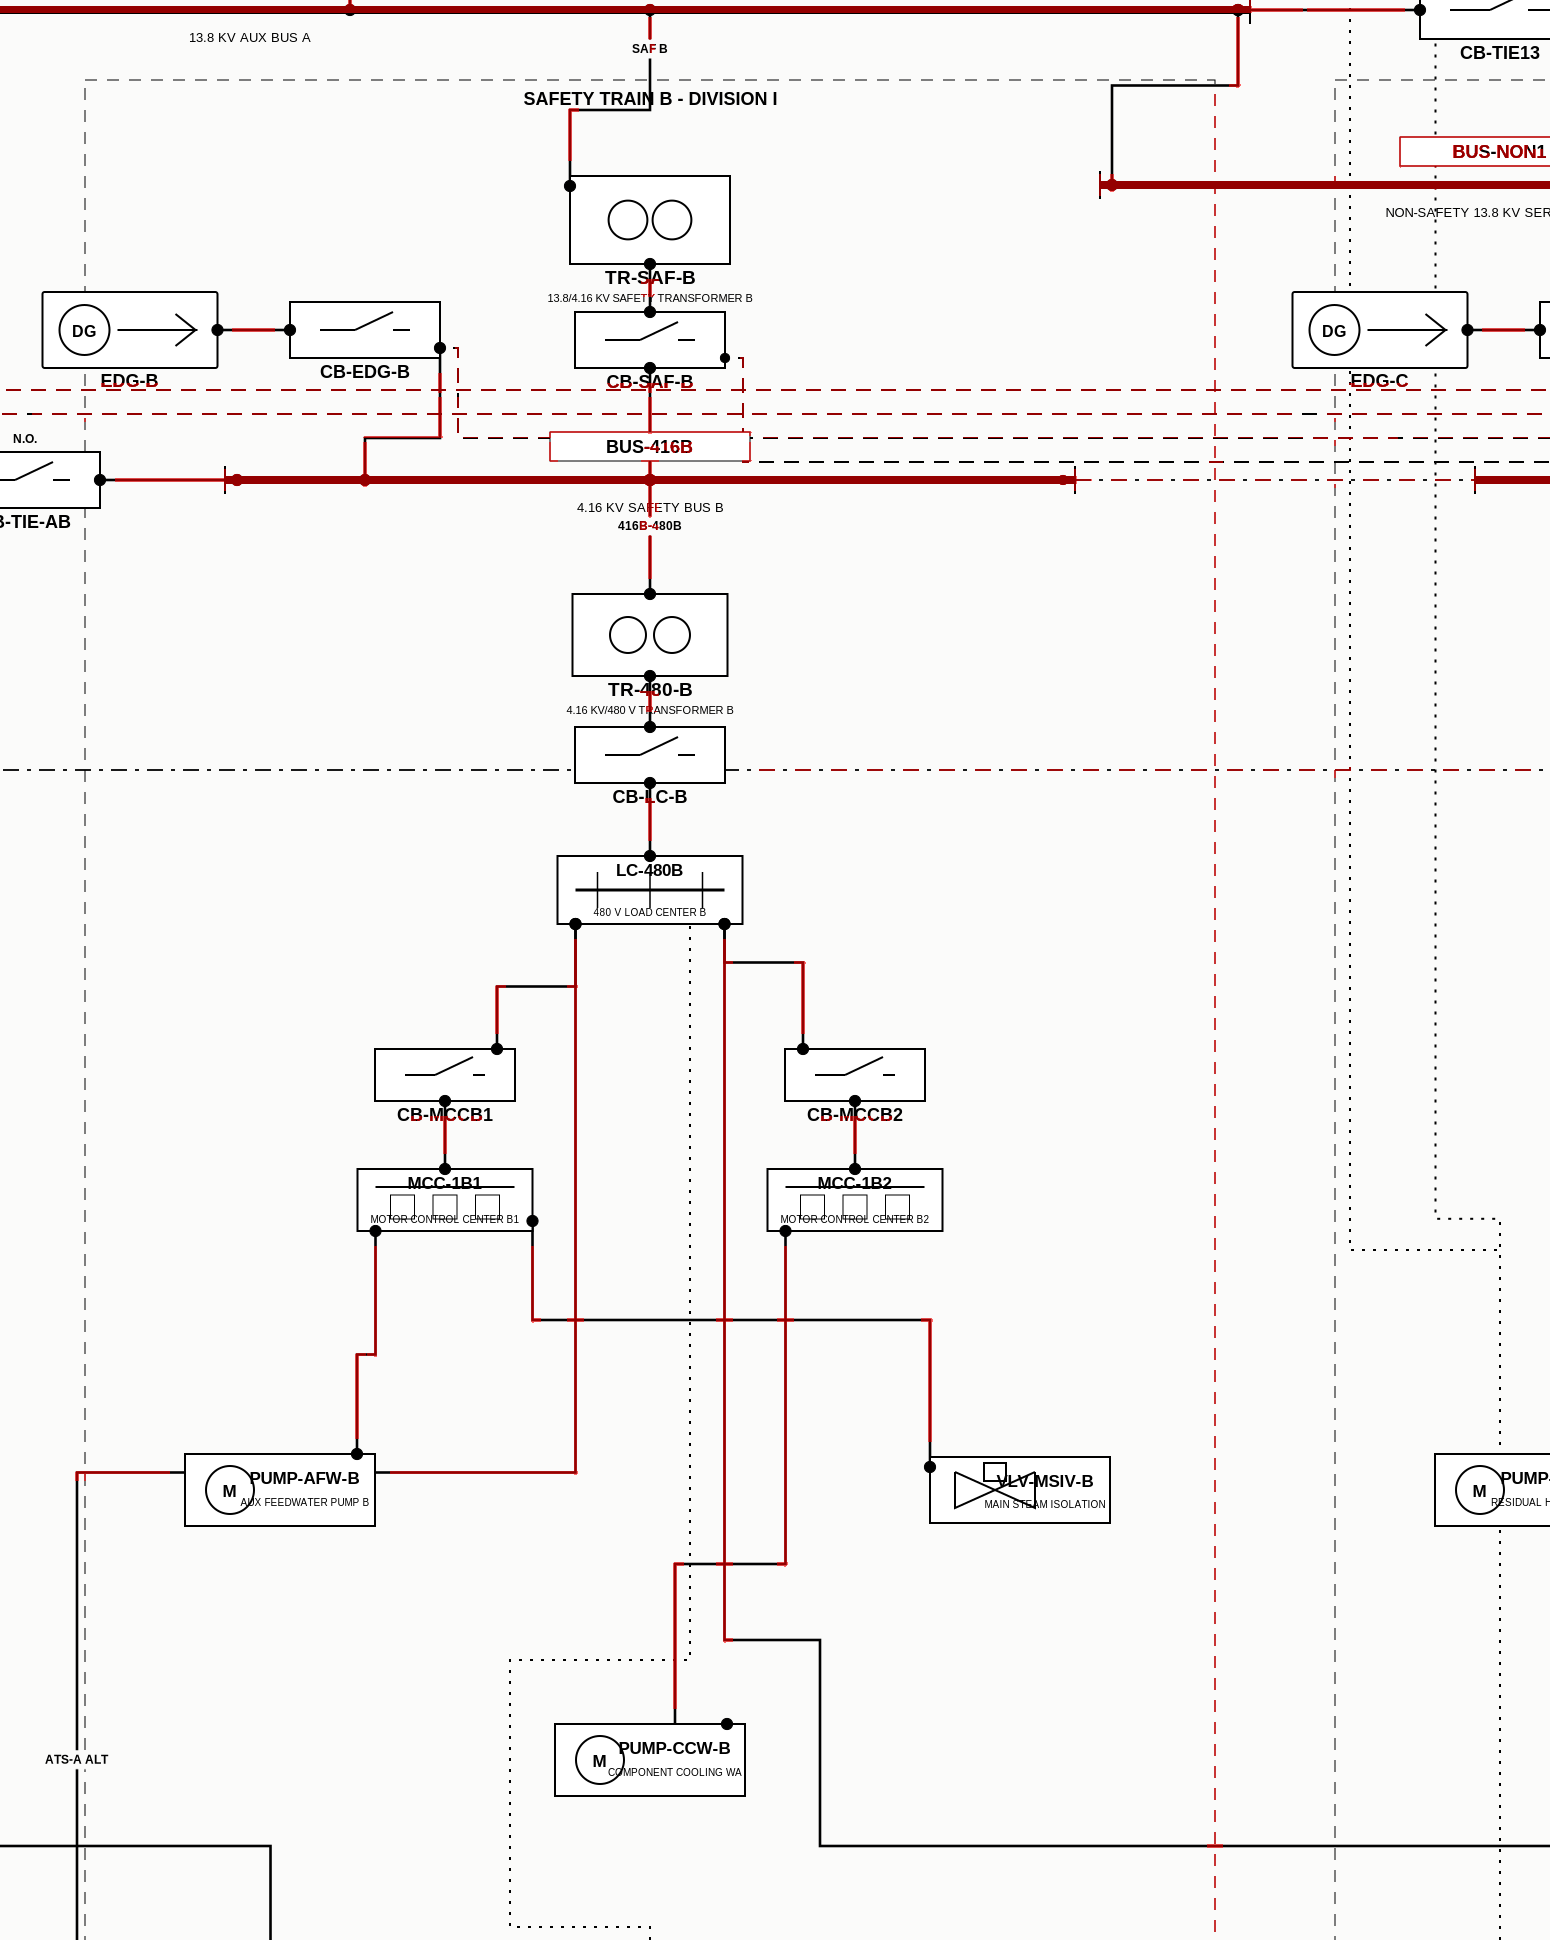 13.8 KV AUX BUS A
SAF B
CB-TIE13
SAFETY TRAIN B - DIVISION I
BUS-NON1
NON-SAFETY 13.8 KV SER
TR-SAF-B
13.8/4.16 KV SAFETY TRANSFORMER B
DG
EDG-B
CB-EDG-B
CB-SAF-B
DG
EDG-C
N.O.
BUS-416B
B-TIE-AB
4.16 KV SAFETY BUS B
416B-480B
TR-480-B
4.16 KV/480 V TRANSFORMER B
CB-LC-B
LC-480B
480 V LOAD CENTER B
CB-MCCB1
CB-MCCB2
MCC-1B1
MOTOR CONTROL CENTER B1
MCC-1B2
MOTOR CONTROL CENTER B2
M
PUMP-AFW-B
AUX FEEDWATER PUMP B
VLV-MSIV-B
MAIN STEAM ISOLATION
M
PUMP-
RESIDUAL H
ATS-A ALT
M
PUMP-CCW-B
COMPONENT COOLING WA